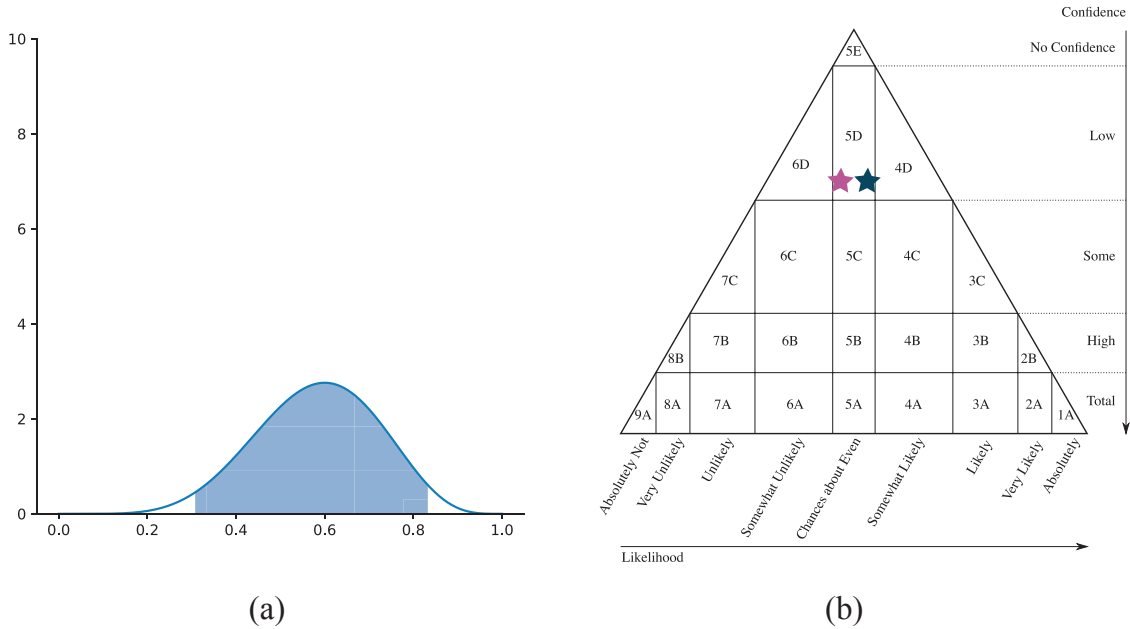 10
8
6
4
2
0
0.0 0.2 0.4 0.6 0.8 1.0
(a)
Confidence
No Confidence
5E
Low
5D
6D
4D
Some
6C 5C 4C
7C 3C
High
7B 6B 5B 4B 3B
8B 2B
Total
9A 8A 7A 6A 5A 4A 3A 2A 1A
Absolutely Not
Very Unlikely
Unlikely
Somewhat Unlikely
Chances about Even
Somewhat Likely
Likely
Very Likely
Absolutely
Likelihood
(b)